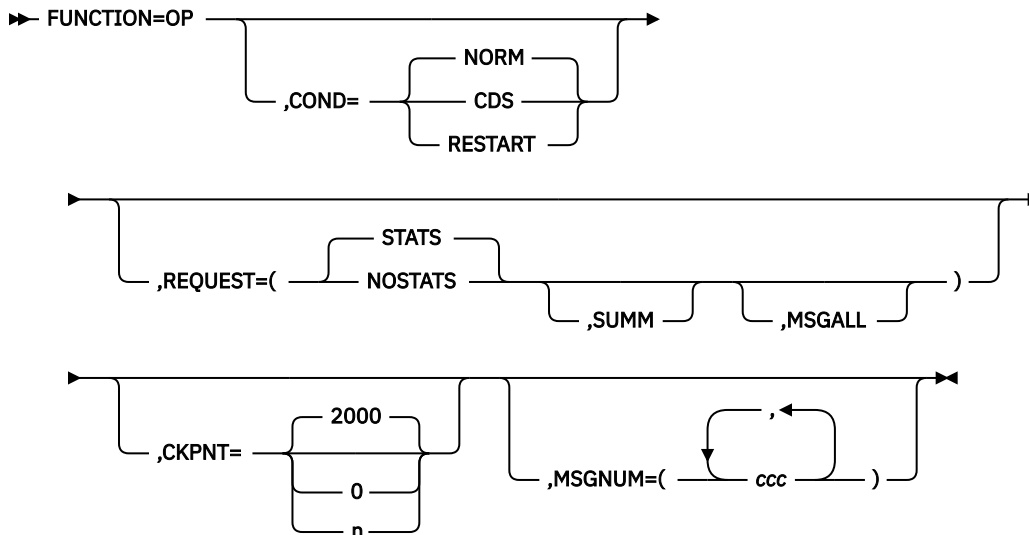 FUNCTION=OP
NORM
,COND= CDS
RESTART
STATS
,REQUEST=( NOSTATS )
,SUMM ,MSGALL
2000 ,
,CKPNT=
0 ,MSGNUM=( ccc )
n